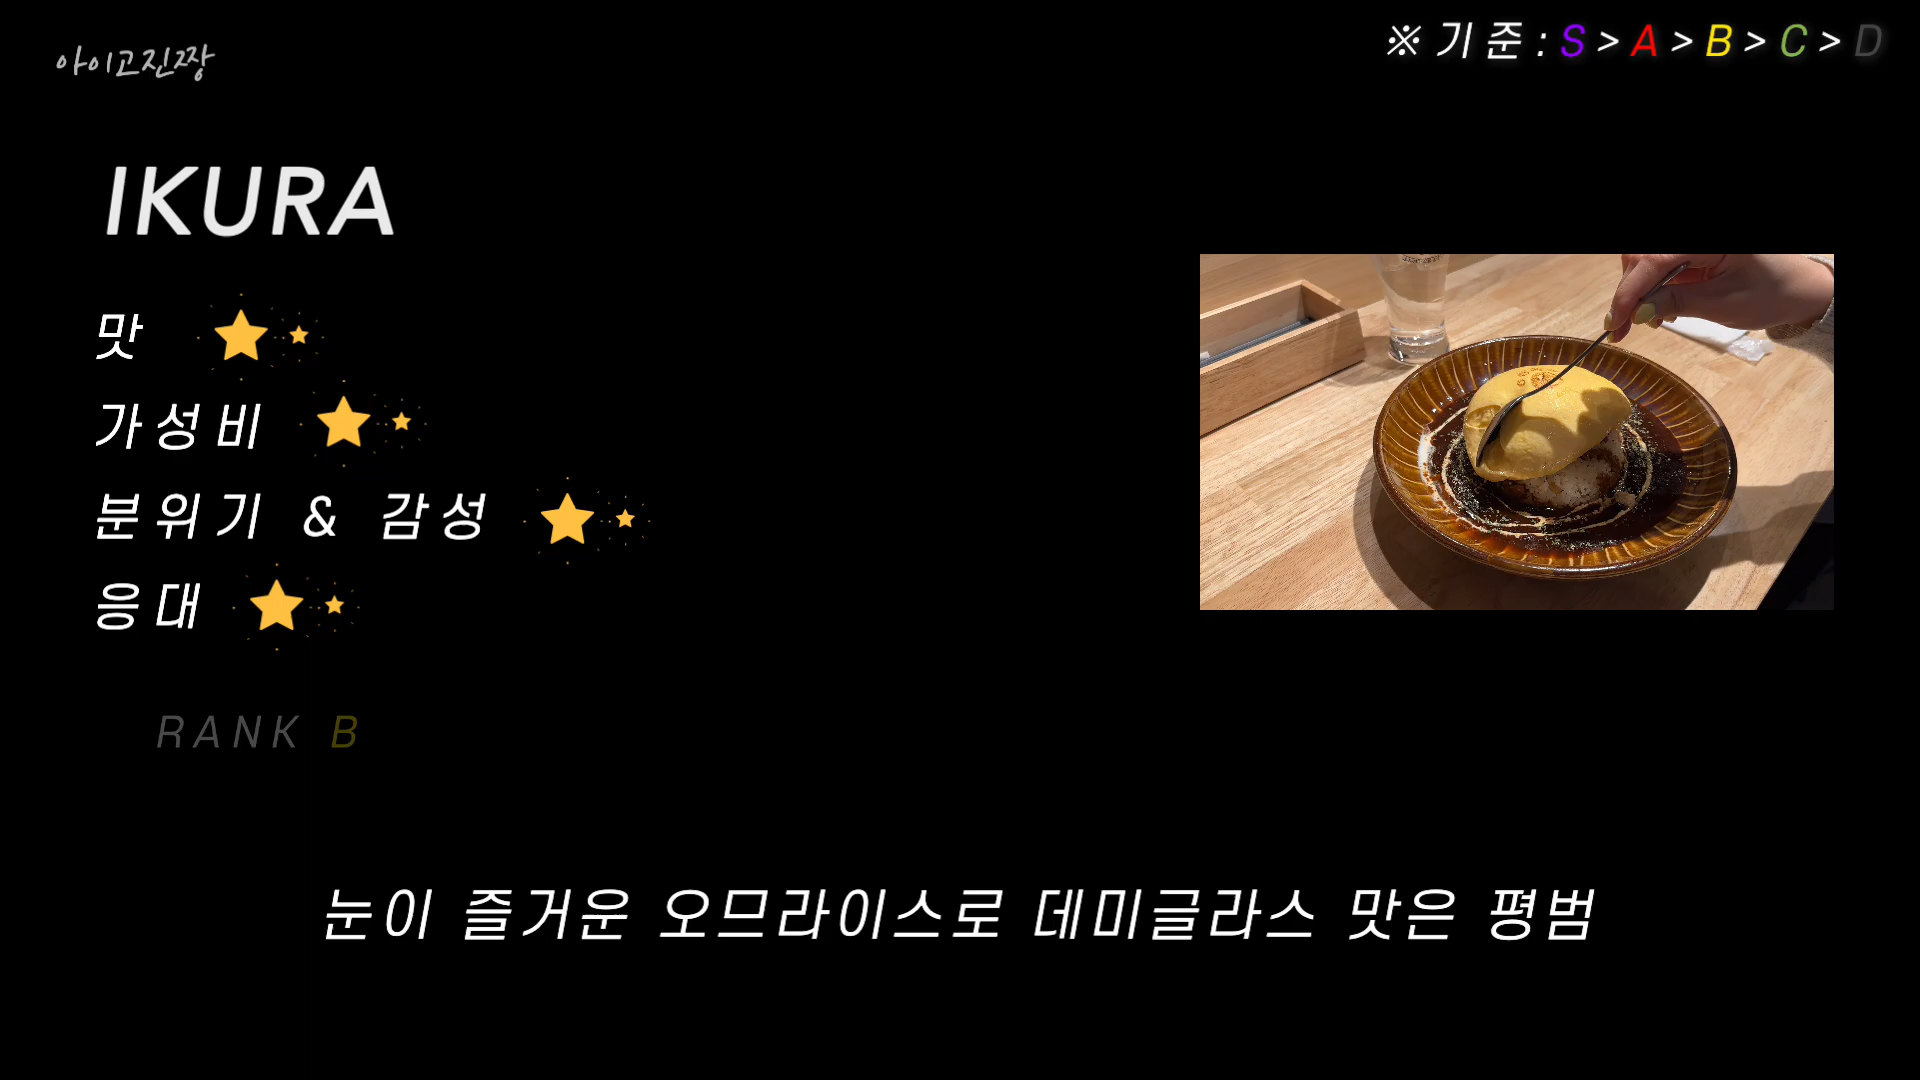 아이고진짱
※기준:S>A>B>C>D
IKURA
맛
가성비
분위기 & 감성
응대
RANK B
눈이 즐거운 오므라이스로 데미글라스 맛은 평범